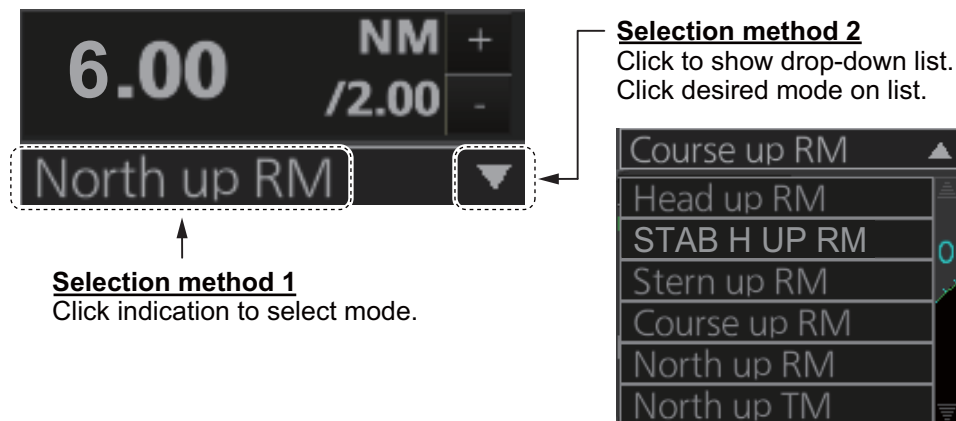 6.00
NM
+
/2.00
-
North up RM
Selection method 1
Click indication to select mode.
Selection method 2
Click to show drop-down list.
Click desired mode on list.
Course up RM
Head up RM
STAB H UP RM
Stern up RM
Course up RM
North up RM
North up TM
0